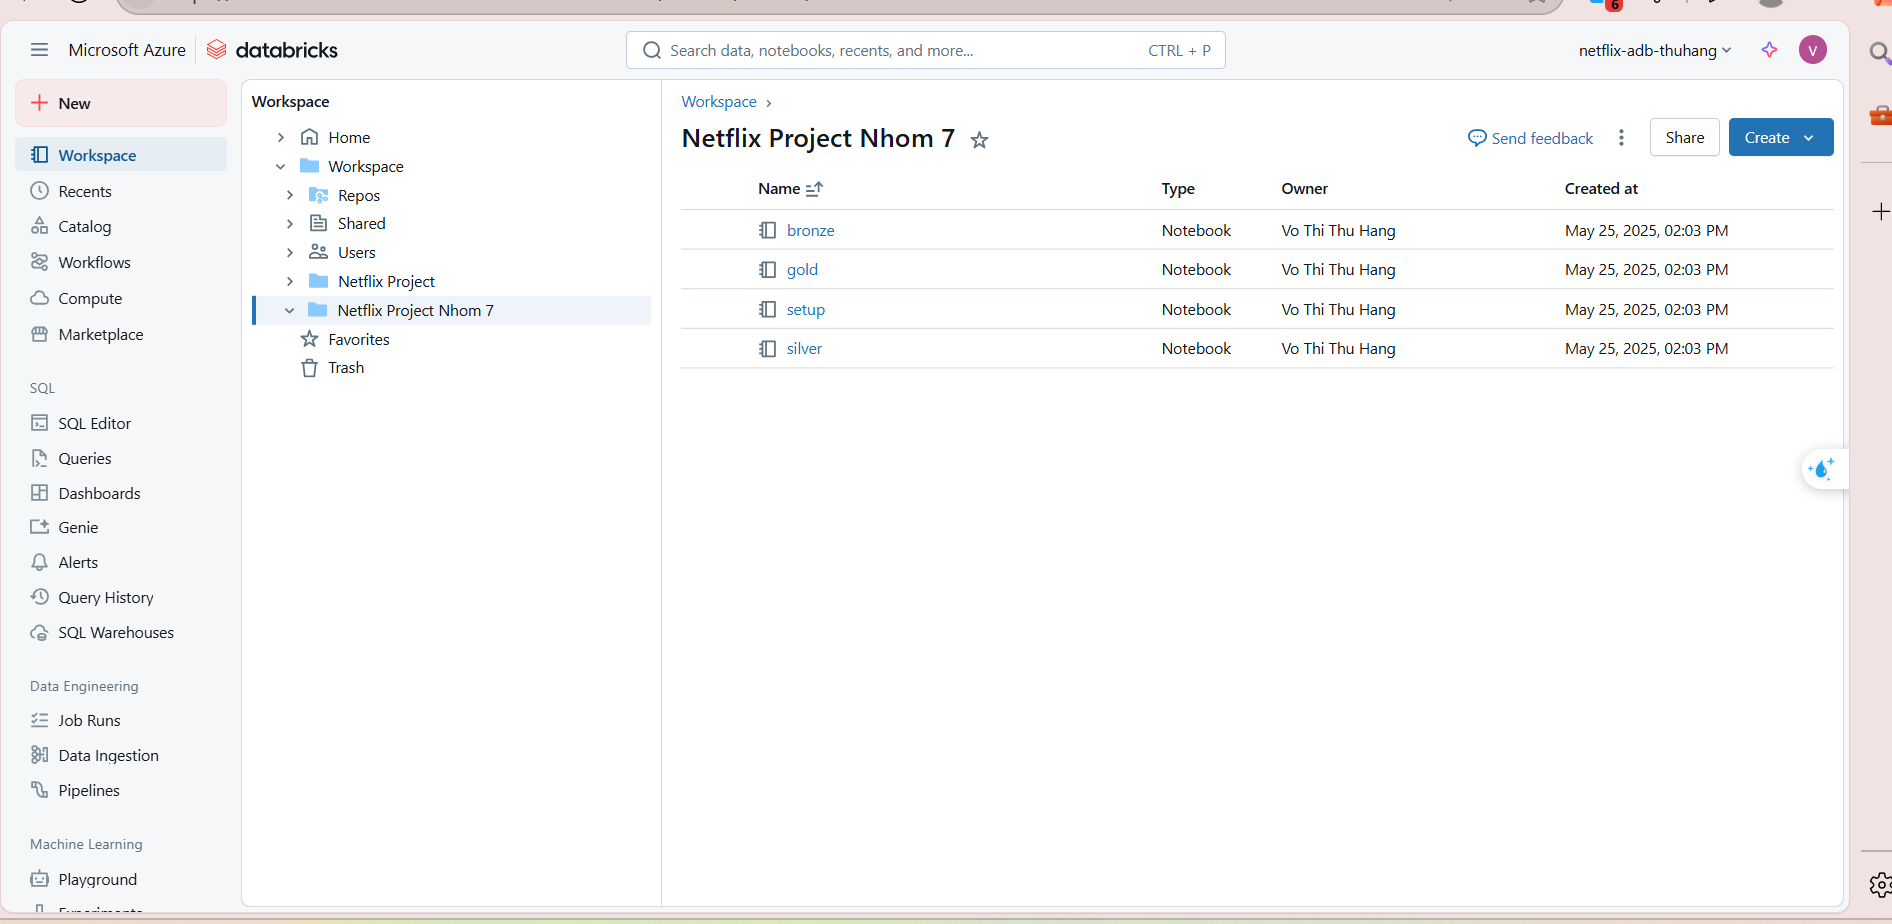 6
Microsoft Azure databricks
Search data, notebooks, recents, and more... CTRL + P
netflix-adb-thuhang
V
New
Workspace
Recents
Catalog
Workflows
Compute
Marketplace
SQL
SQL Editor
Queries
Dashboards
Genie
Alerts
Query History
SQL Warehouses
Data Engineering
Job Runs
Data Ingestion
Pipelines
Machine Learning
Playground
Experiments
Workspace
Home
Workspace
Repos
Shared
Users
Netflix Project
Netflix Project Nhom 7
Favorites
Trash
Workspace ›
Netflix Project Nhom 7
Send feedback
Share
Create
Name Type Owner Created at
bronze Notebook Vo Thi Thu Hang May 25, 2025, 02:03 PM
gold Notebook Vo Thi Thu Hang May 25, 2025, 02:03 PM
setup Notebook Vo Thi Thu Hang May 25, 2025, 02:03 PM
silver Notebook Vo Thi Thu Hang May 25, 2025, 02:03 PM